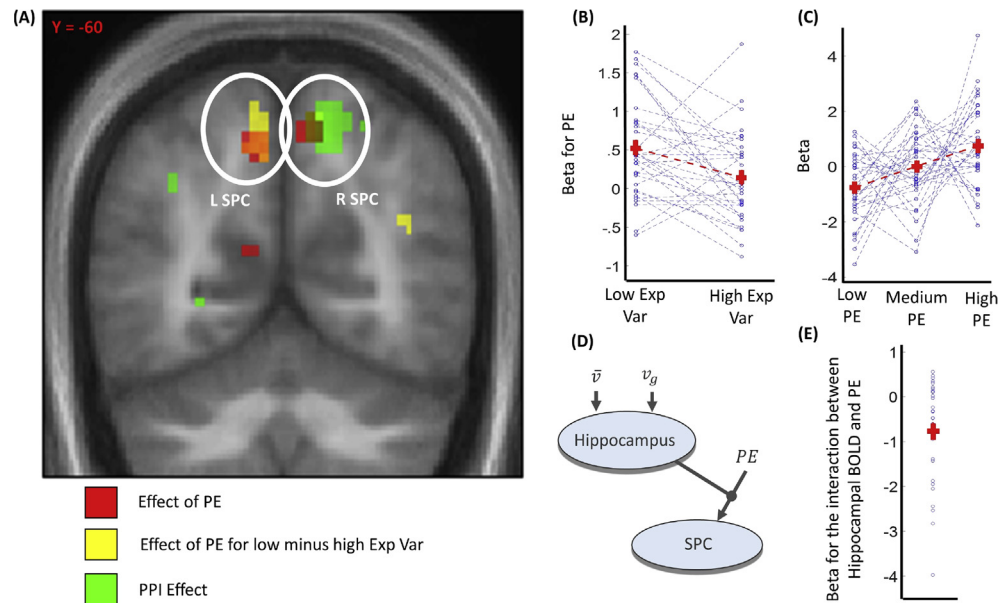 (A)
Y = -60
L SPC
R SPC
Effect of PE
Effect of PE for low minus high Exp Var
PPI Effect
(B)
Beta for PE
2
1.5
1
.5
0
-.5
-1
Low Exp
Var
High Exp
Var
(C)
Beta
4
2
0
-2
-4
Low
PE
Medium
PE
High
PE
(D)
v̄
v_g
Hippocampus
PE
SPC
(E)
Beta for the interaction between
Hippocampal BOLD and PE
1
0
-1
-2
-3
-4